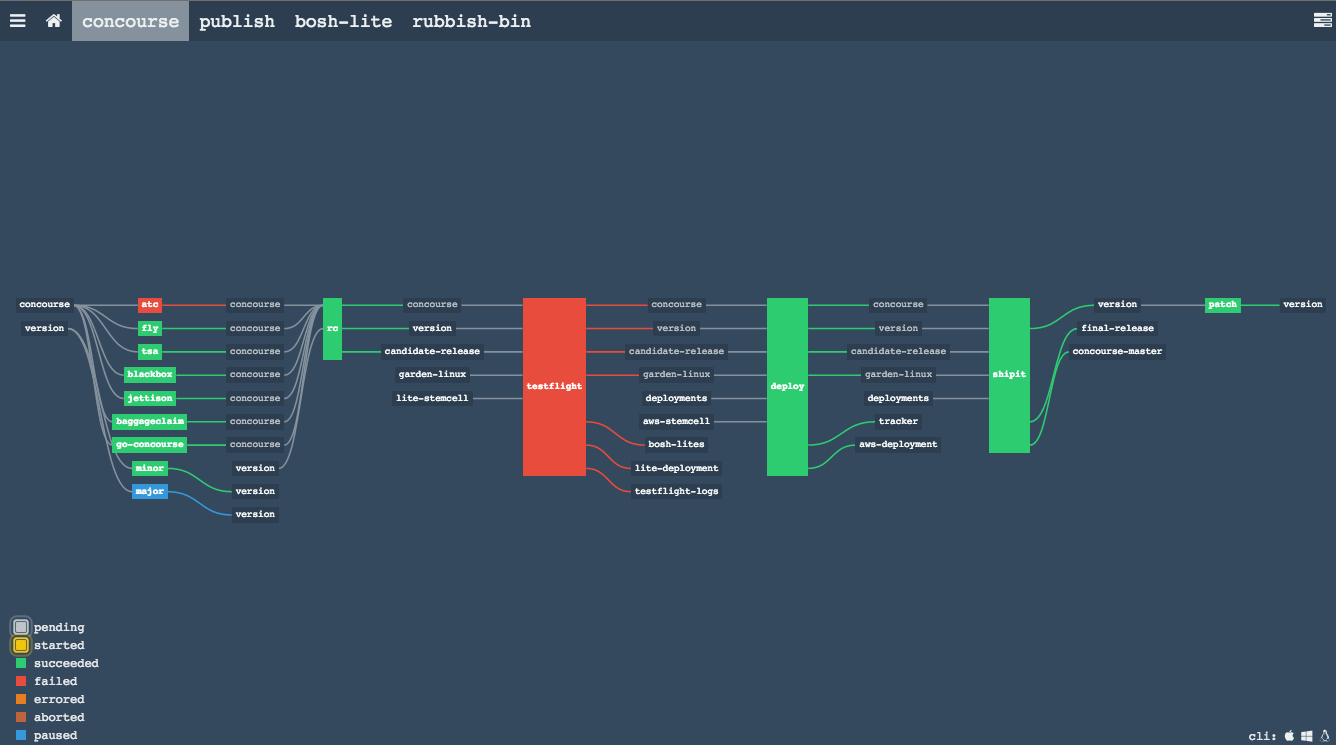 concourse publish bosh-lite rubbish-bin
concourse atc concourse concourse concourse concourse version patch version
version fly concourse rc version version version final-release
tsa concourse candidate-release candidate-release candidate-release concourse-master
blackbox concourse garden-linux garden-linux garden-linux shipit
testflight deploy
jettison concourse lite-stemcell deployments deployments
baggageclaim concourse aws-stemcell tracker
go-concourse concourse bosh-lites aws-deployment
minor version lite-deployment
major version testflight-logs
version
pending
started
succeeded
failed
errored
aborted
paused
cli: